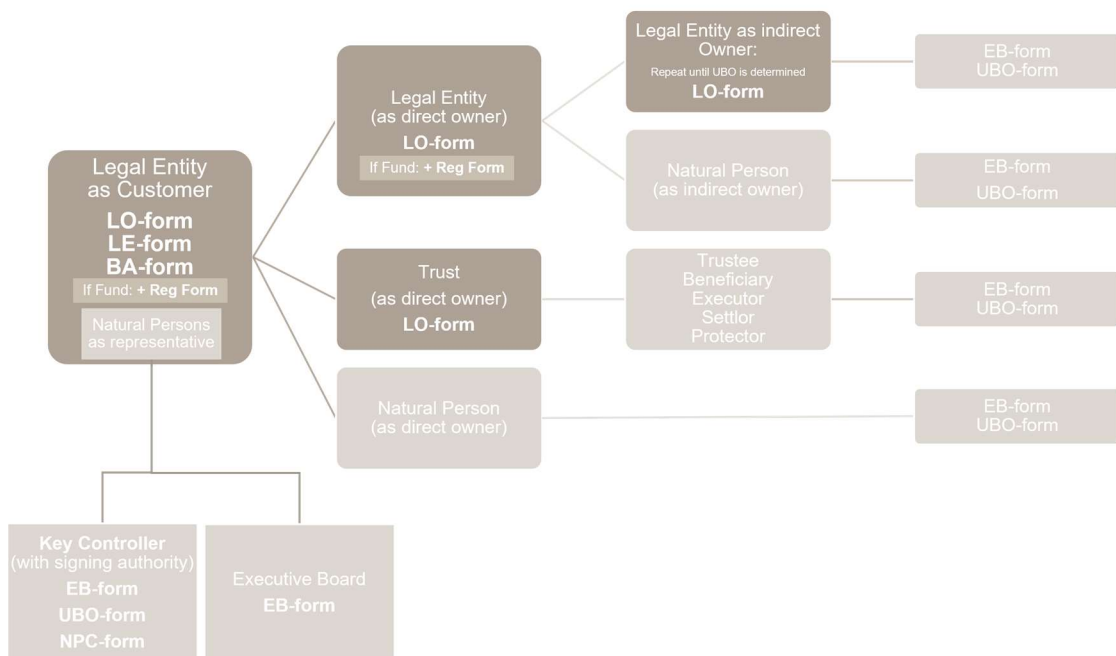 Legal Entity
as Customer
LO-form
LE-form
BA-form
If Fund: + Reg Form
Natural Persons
as representative
Legal Entity
(as direct owner)
LO-form
If Fund: + Reg Form
Legal Entity as indirect
Owner:
Repeat until UBO is determined
LO-form
EB-form
UBO-form
Natural Person
(as indirect owner)
EB-form
UBO-form
Trust
(as direct owner)
LO-form
Trustee
Beneficiary
Executor
Settlor
Protector
EB-form
UBO-form
Natural Person
(as direct owner)
EB-form
UBO-form
Key Controller
(with signing authority)
EB-form
UBO-form
NPC-form
Executive Board
EB-form